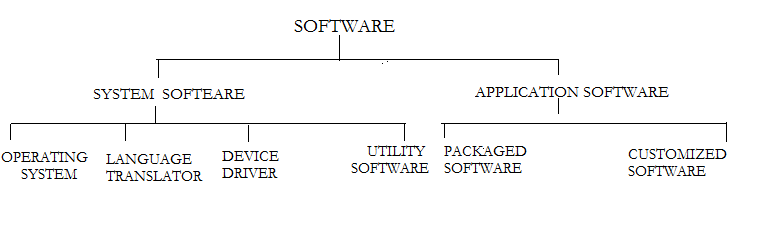 SOFTWARE
SYSTEM SOFTEARE
APPLICATION SOFTWARE
OPERATING
SYSTEM
LANGUAGE
TRANSLATOR
DEVICE
DRIVER
UTILITY
SOFTWARE
PACKAGED
SOFTWARE
CUSTOMIZED
SOFTWARE